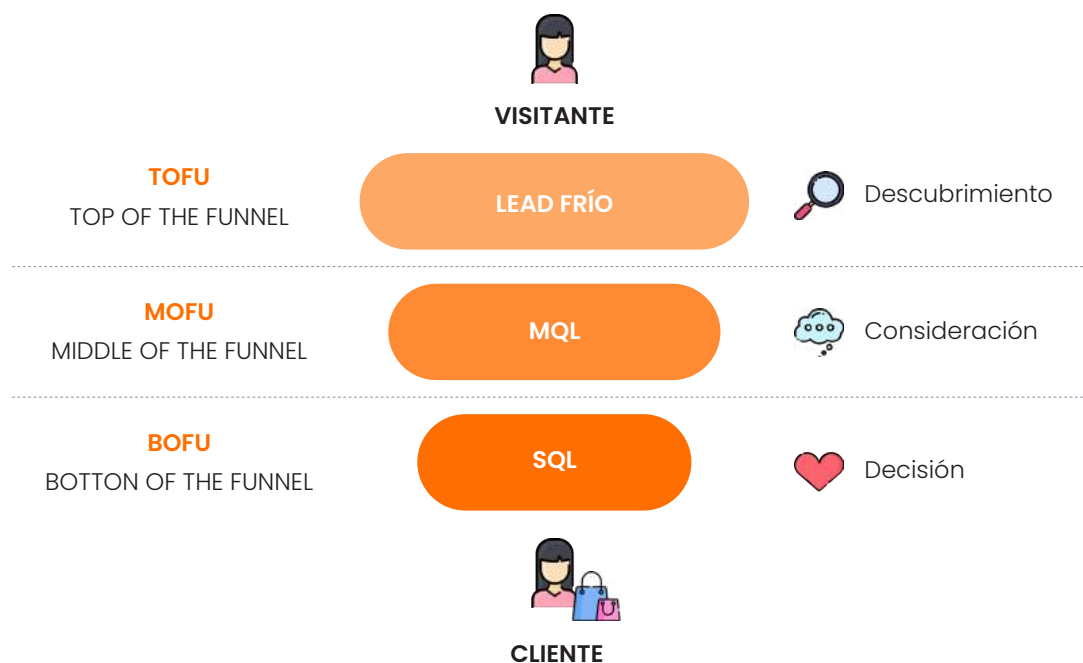 VISITANTE
TOFU
TOP OF THE FUNNEL
LEAD FRÍO
Descubrimiento
MOFU
MIDDLE OF THE FUNNEL
MQL
Consideración
BOFU
BOTTON OF THE FUNNEL
SQL
Decisión
CLIENTE